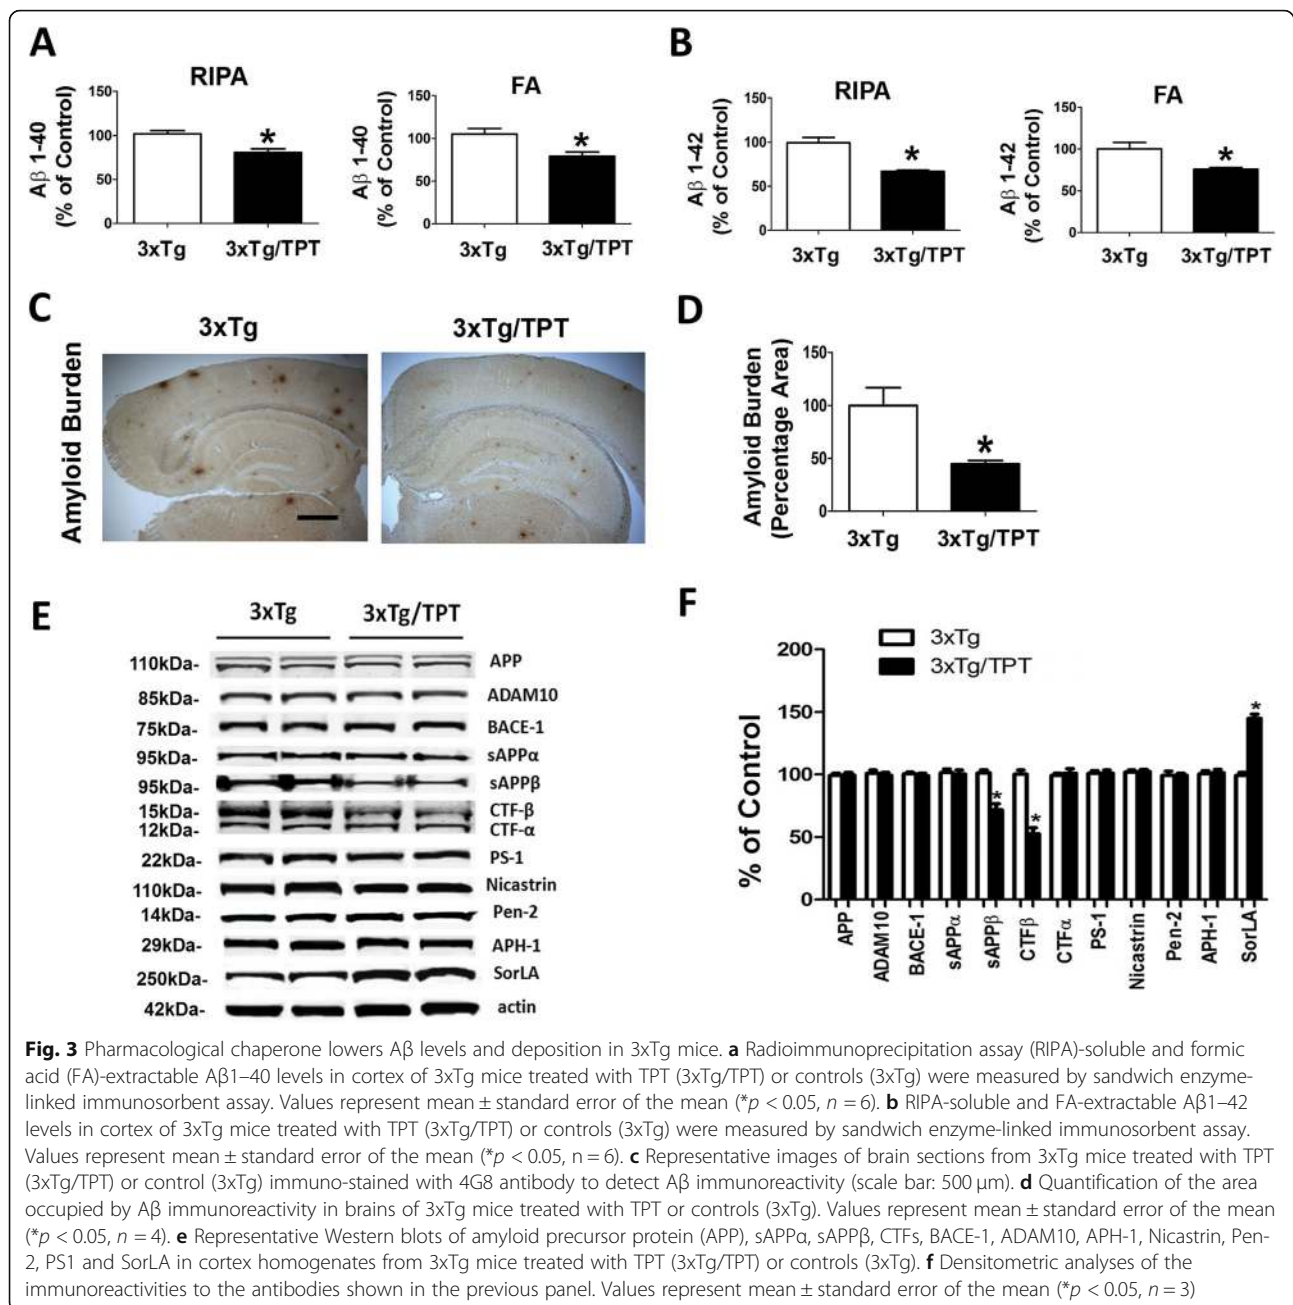 A
RIPA
Aβ 1-40
(% of Control)
150
100
50
0
3xTg
3xTg/TPT
*
FA
Aβ 1-40
(% of Control)
150
100
50
0
3xTg
3xTg/TPT
*
B
RIPA
Aβ 1-42
(% of Control)
150
100
50
0
3xTg
3xTg/TPT
*
FA
Aβ 1-42
(% of Control)
150
100
50
0
3xTg
3xTg/TPT
*
C
3xTg
3xTg/TPT
Amyloid Burden
D
Amyloid Burden
(Percentage Area)
150
100
50
0
3xTg
3xTg/TPT
*
E
3xTg
3xTg/TPT
110kDa- APP
85kDa- ADAM10
75kDa- BACE-1
95kDa- sAPPα
95kDa- sAPPβ
15kDa- CTF-β
12kDa- CTF-α
22kDa- PS-1
110kDa- Nicastrin
14kDa- Pen-2
29kDa- APH-1
250kDa- SorLA
42kDa- actin
F
3xTg
3xTg/TPT
% of Control
200
150
100
50
0
* * *
APP
ADAM10
BACE-1
sAPPα
sAPPβ
CTFβ
CTFα
PS-1
Nicastrin
Pen-2
APH-1
SorLA
Fig. 3 Pharmacological chaperone lowers Aβ levels and deposition in 3xTg mice. a Radioimmunoprecipitation assay (RIPA)-soluble and formic
acid (FA)-extractable Aβ1–40 levels in cortex of 3xTg mice treated with TPT (3xTg/TPT) or controls (3xTg) were measured by sandwich enzyme-
linked immunosorbent assay. Values represent mean ± standard error of the mean (*p < 0.05, n = 6). b RIPA-soluble and FA-extractable Aβ1–42
levels in cortex of 3xTg mice treated with TPT (3xTg/TPT) or controls (3xTg) were measured by sandwich enzyme-linked immunosorbent assay.
Values represent mean ± standard error of the mean (*p < 0.05, n = 6). c Representative images of brain sections from 3xTg mice treated with TPT
(3xTg/TPT) or control (3xTg) immuno-stained with 4G8 antibody to detect Aβ immunoreactivity (scale bar: 500 μm). d Quantification of the area
occupied by Aβ immunoreactivity in brains of 3xTg mice treated with TPT or controls (3xTg). Values represent mean ± standard error of the mean
(*p < 0.05, n = 4). e Representative Western blots of amyloid precursor protein (APP), sAPPα, sAPPβ, CTFs, BACE-1, ADAM10, APH-1, Nicastrin, Pen-
2, PS1 and SorLA in cortex homogenates from 3xTg mice treated with TPT (3xTg/TPT) or controls (3xTg). f Densitometric analyses of the
immunoreactivities to the antibodies shown in the previous panel. Values represent mean ± standard error of the mean (*p < 0.05, n = 3)